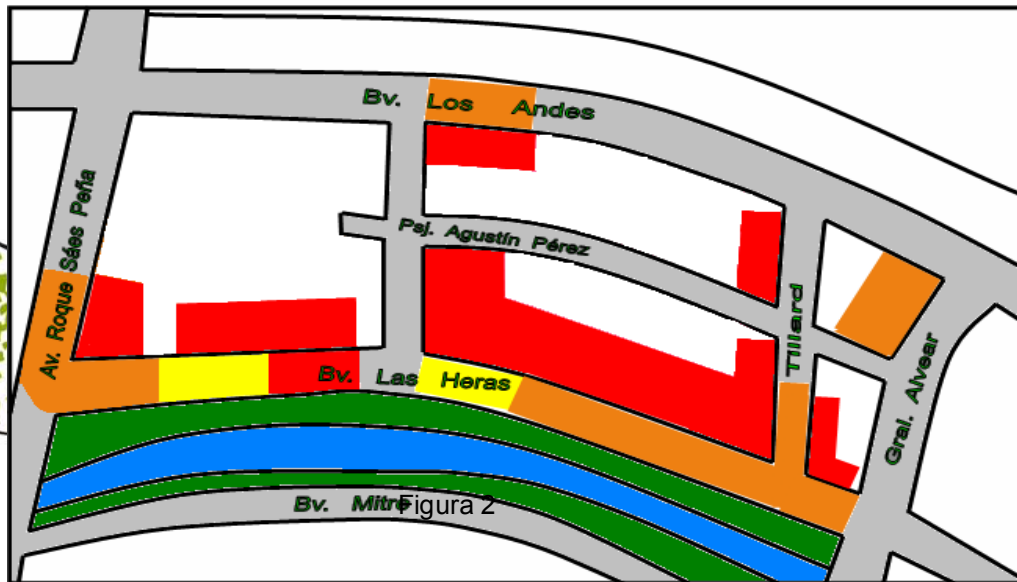 Bv. Los Andes
Av. Roque Sáes Peña
Psj. Agustín Pérez
Tillard
Gral. Alvear
Bv. Las Heras
Bv. Mitre
Figura 2